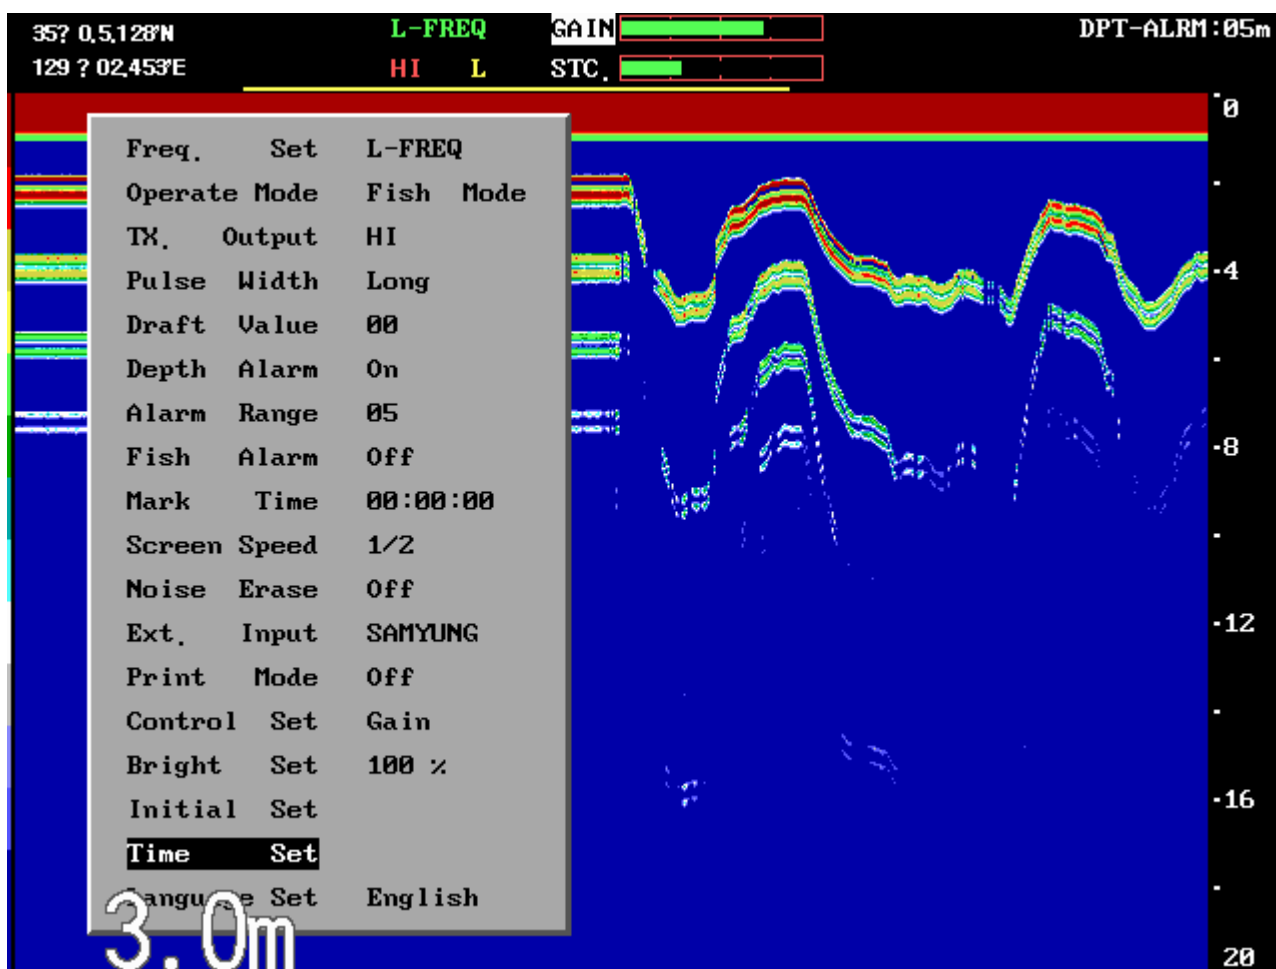 35? 0,5,128'N L-FREQ GAIN DPT-ALRM:05m
129 ? 02,453'E HI L STC.
0
Freq. Set L-FREQ
Operate Mode Fish Mode
TX. Output HI
-4
Pulse Width Long
Draft Value 00
Depth Alarm On
Alarm Range 05
-8
Fish Alarm Off
Mark Time 00:00:00
Screen Speed 1/2
Noise Erase Off
-12
Ext. Input SAMYUNG
Print Mode Off
Control Set Gain
Bright Set 100 %
-16
Initial Set
Time Set
Language Set English
3.0m
20